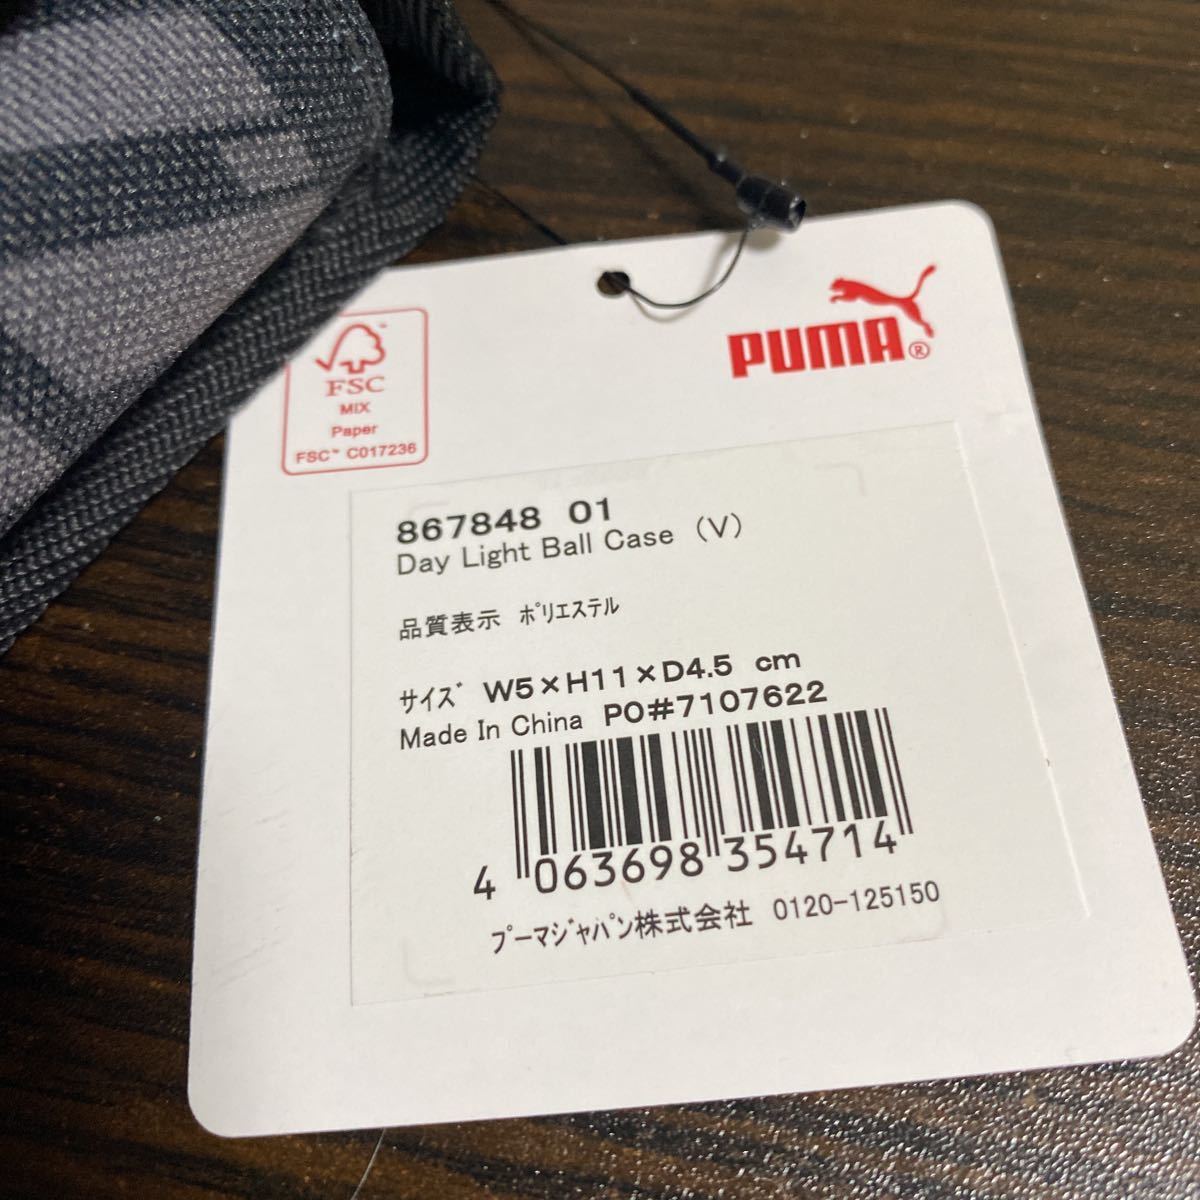 PUMA®
FSC™
MIX
Paper
FSC™ C017236
867848 01
Day Light Ball Case (V)
品質表示 ポリエステル
サイズ W5×H11×D4.5 cm
Made In China PO#7107622
4 063698 354714
プーマジャパン株式会社 0120-125150